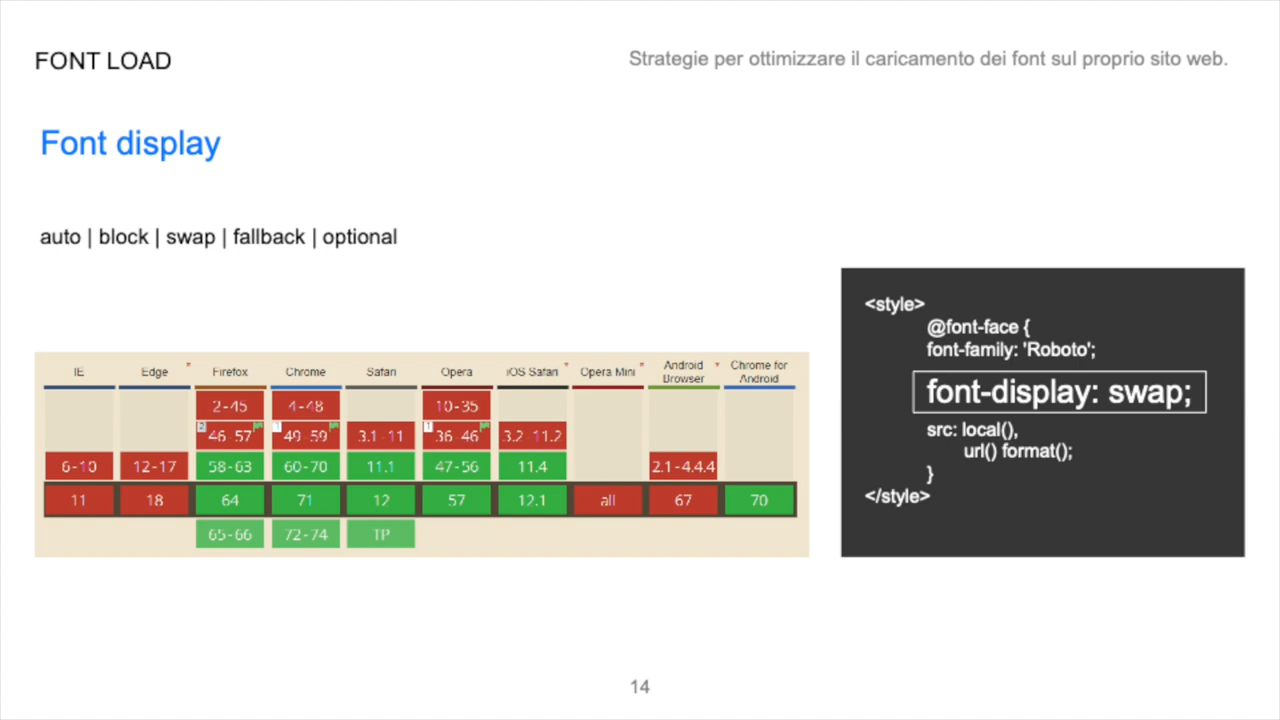 FONT LOAD
Strategie per ottimizzare il caricamento dei font sul proprio sito web.
Font display
auto | block | swap | fallback | optional
IE Edge * Firefox Chrome Safari Opera iOS Safari * Opera Mini * Android Browser * Chrome for Android
2-45 4-48 10-35
2 46-57 1 49-59 3.1-11 1 36-46 3.2-11.2
6-10 12-17 58-63 60-70 11.1 47-56 11.4 2.1-4.4.4
11 18 64 71 12 57 12.1 all 67 70
65-66 72-74 TP
<style>
@font-face {
font-family: 'Roboto';
font-display: swap;
src: local(),
url() format();
}
</style>
14